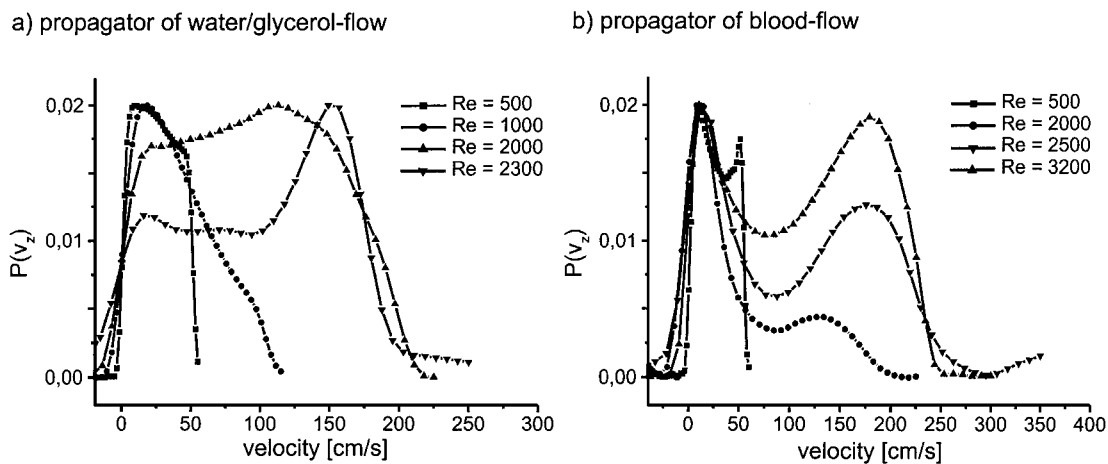 a) propagator of water/glycerol-flow
0,02
0,01
0,00
P(v_z)
Re = 500
Re = 1000
Re = 2000
Re = 2300
0 50 100 150 200 250 300
velocity [cm/s]
b) propagator of blood-flow
0,02
0,01
0,00
P(v_z)
Re = 500
Re = 2000
Re = 2500
Re = 3200
0 50 100 150 200 250 300 350 400
velocity [cm/s]